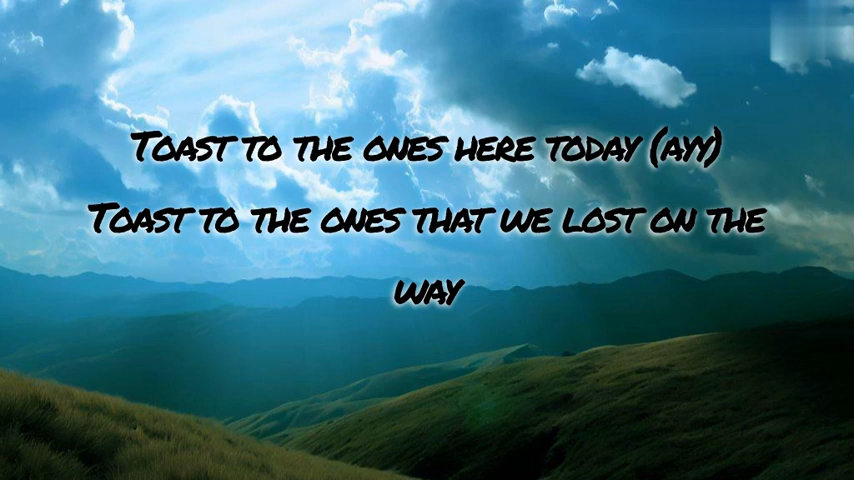 Toast to the ones here today (ayy)
Toast to the ones that we lost on the
way